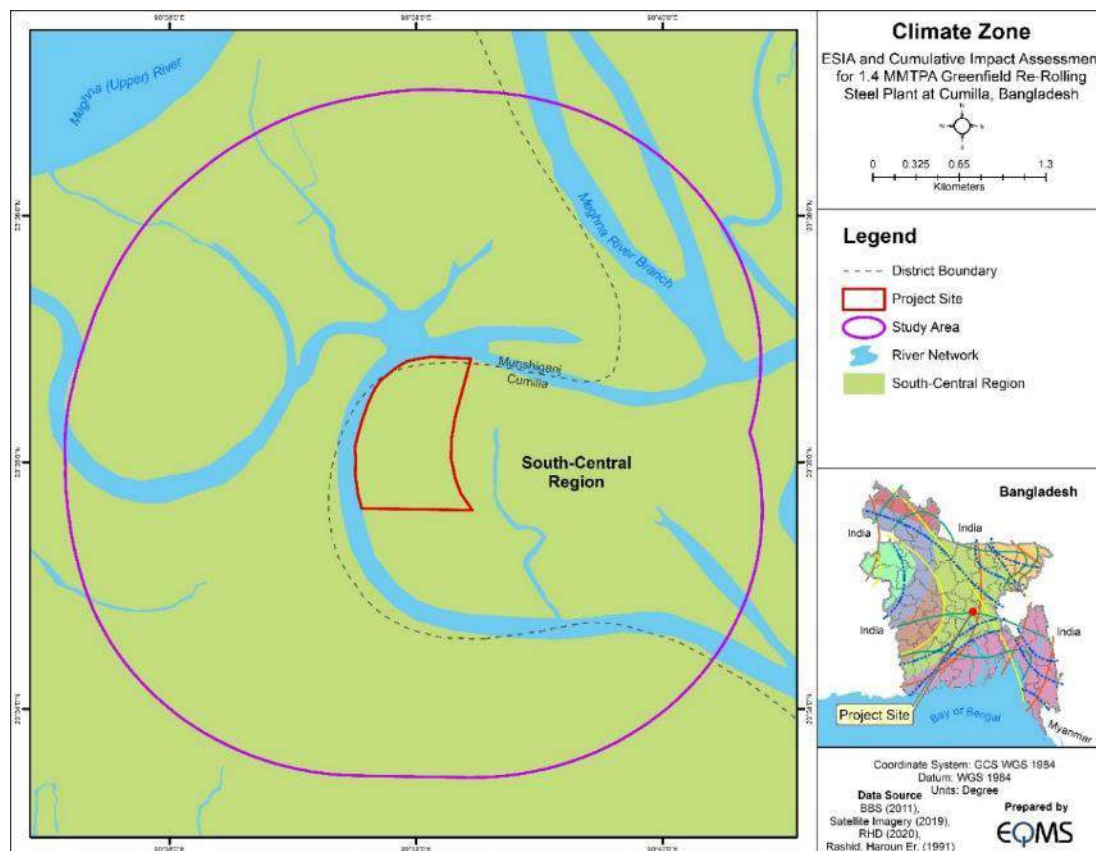 Climate Zone
ESIA and Cumulative Impact Assessment
for 1.4 MMTPA Greenfield Re-Rolling
Steel Plant at Cumilla, Bangladesh
0 0.325 0.65 1.3
Kilometers
Legend
District Boundary
Project Site
Study Area
River Network
South-Central Region
Meghna (Upper) River
Meghna River Branch
Munshiganj
Cumilla
South-Central
Region
Bangladesh
India
India
India
India
Project Site
Bay of Bengal
Myanmar
Coordinate System: GCS WGS 1984
Datum: WGS 1984
Units: Degree
Data Source
BBS (2011),
Satellite Imagery (2019),
RHD (2020),
Rashid, Haroun Er. (1991)
Prepared by
EQMS